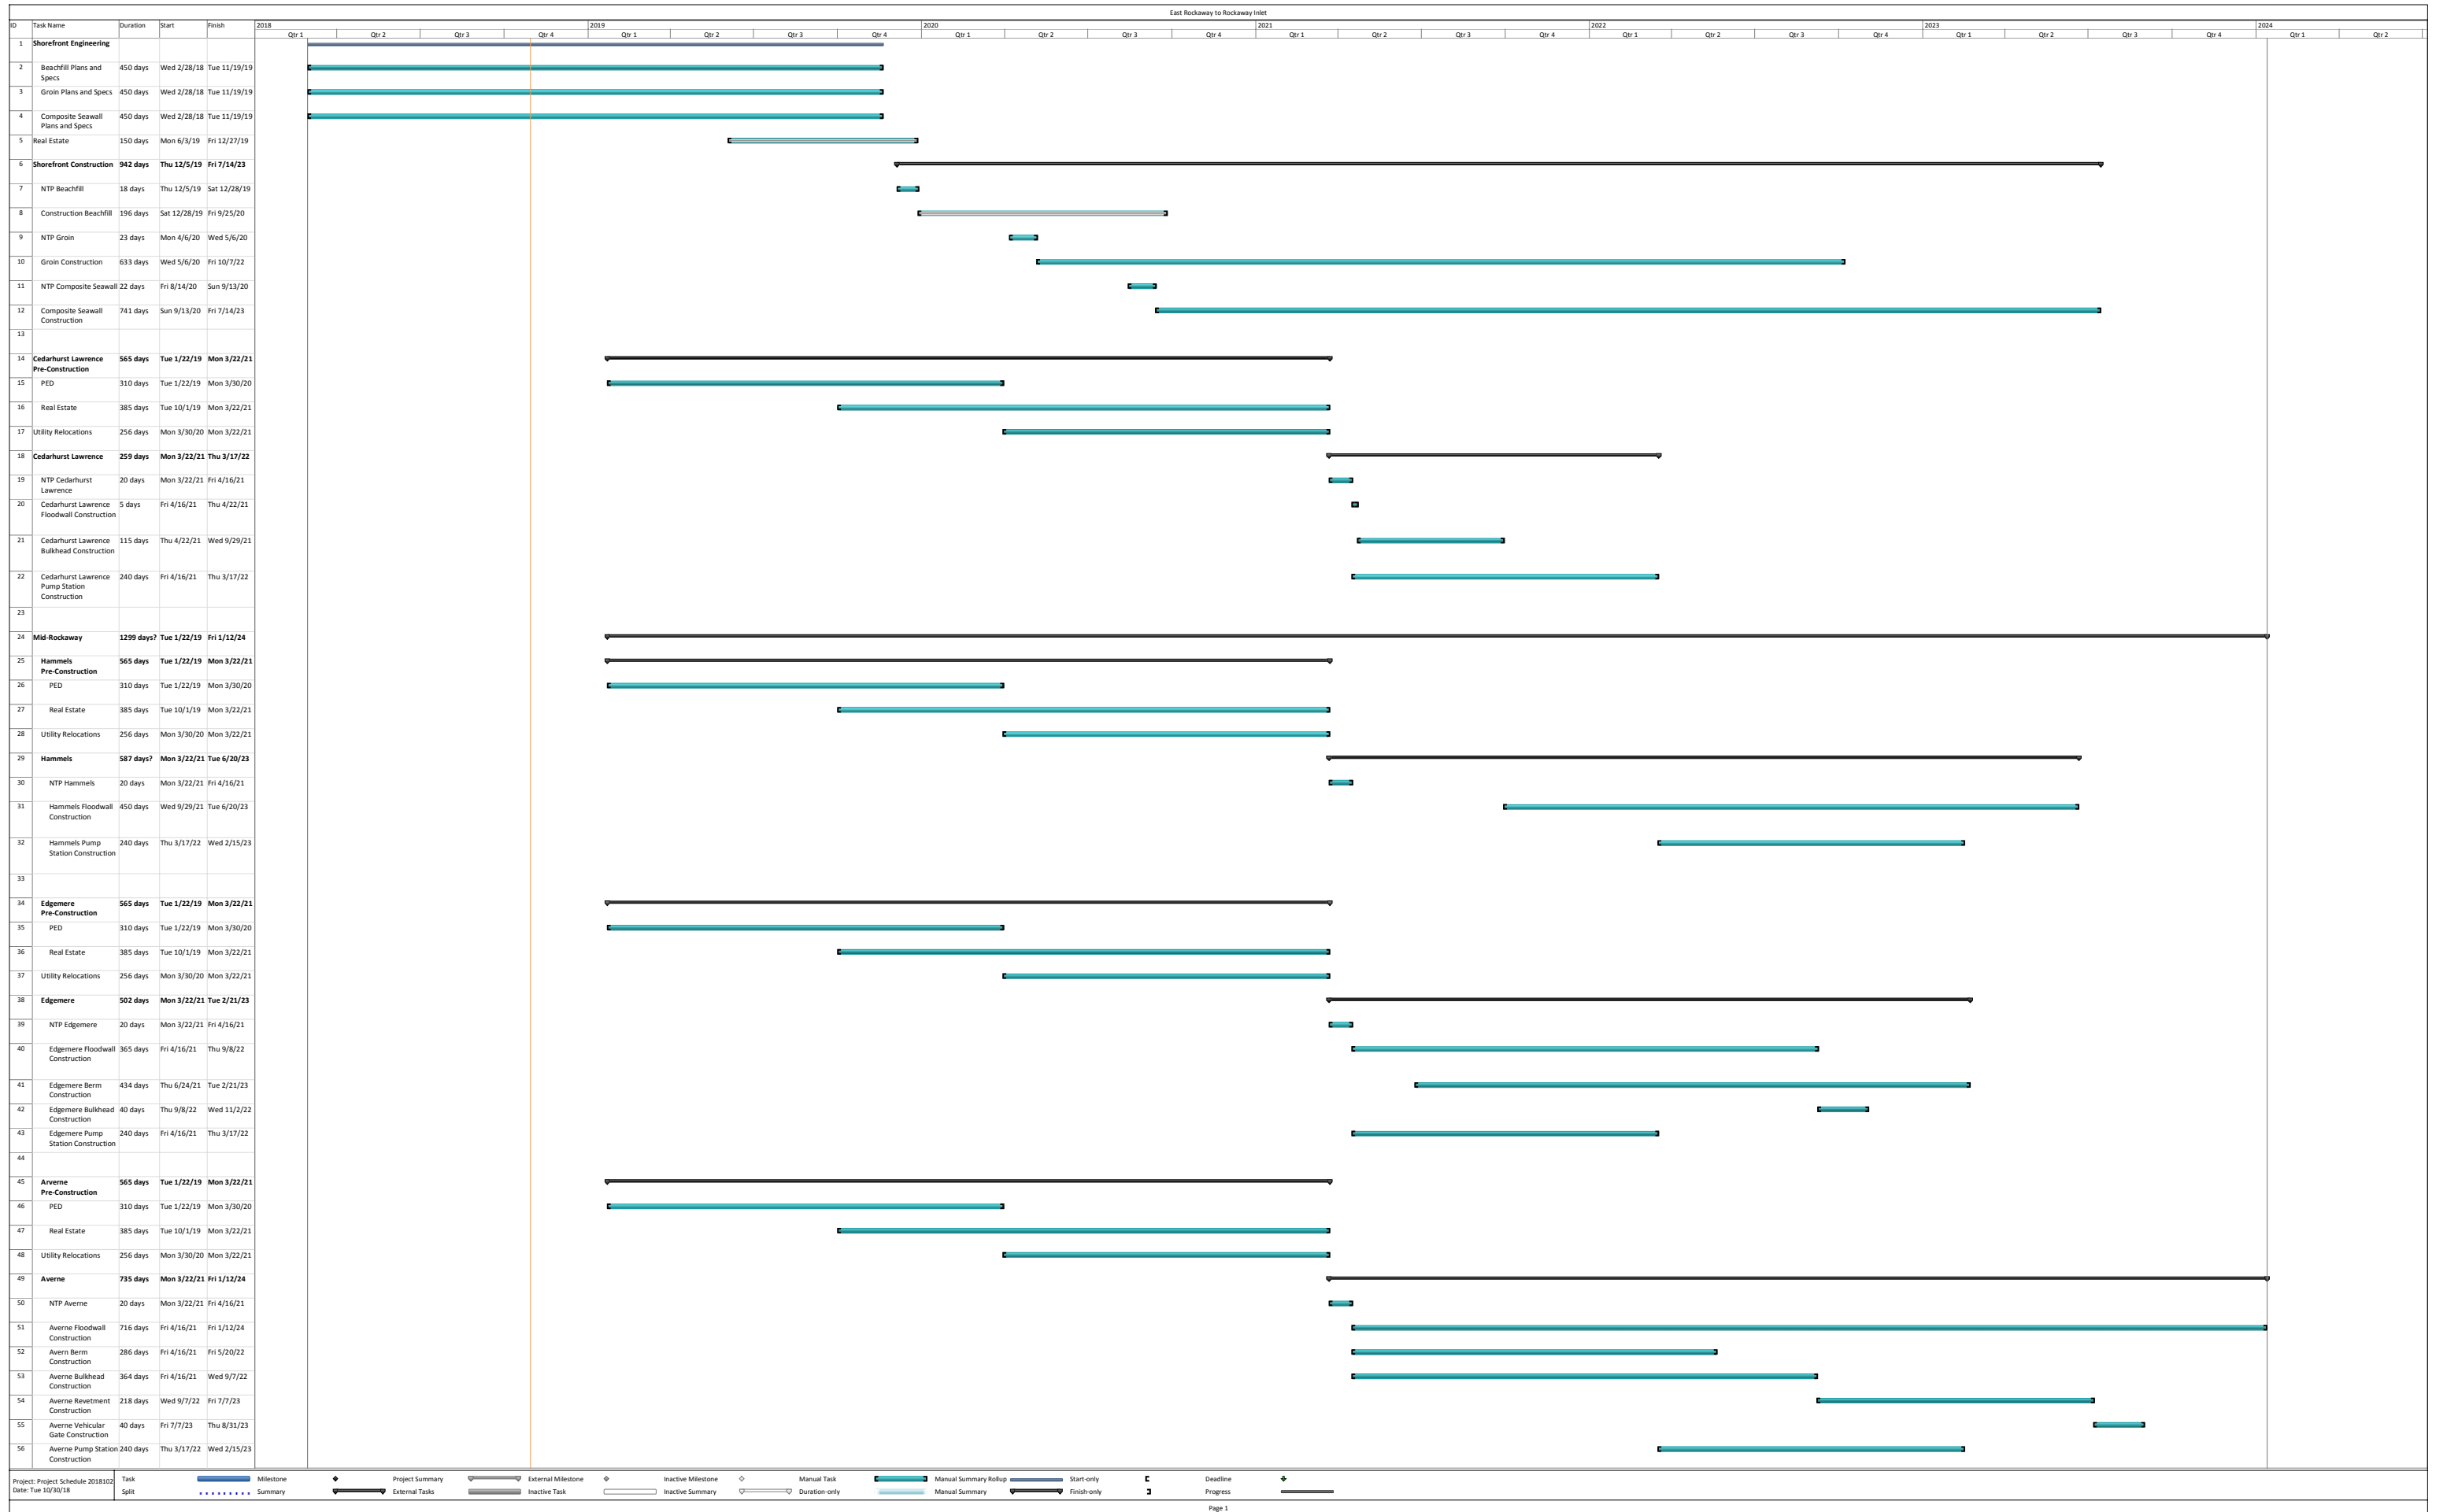 East Rockaway to Rockaway Inlet
ID Task Name Duration Start Finish 2018 2019 2020 2021 2022 2023 2024
Qtr 1 Qtr 2 Qtr 3 Qtr 4 Qtr 1 Qtr 2 Qtr 3 Qtr 4 Qtr 1 Qtr 2 Qtr 3 Qtr 4 Qtr 1 Qtr 2 Qtr 3 Qtr 4 Qtr 1 Qtr 2 Qtr 3 Qtr 4 Qtr 1 Qtr 2 Qtr 3 Qtr 4 Qtr 1 Qtr 2
1 Shorefront Engineering
2 Beachfill Plans and 450 days Wed 2/28/18 Tue 11/19/19
Specs
3 Groin Plans and Specs 450 days Wed 2/28/18 Tue 11/19/19
4 Composite Seawall 450 days Wed 2/28/18 Tue 11/19/19
Plans and Specs
5 Real Estate 150 days Mon 6/3/19 Fri 12/27/19
6 Shorefront Construction 942 days Thu 12/5/19 Fri 7/14/23
7 NTP Beachfill 18 days Thu 12/5/19 Sat 12/28/19
8 Construction Beachfill 196 days Sat 12/28/19 Fri 9/25/20
9 NTP Groin 23 days Mon 4/6/20 Wed 5/6/20
10 Groin Construction 633 days Wed 5/6/20 Fri 10/7/22
11 NTP Composite Seawall 22 days Fri 8/14/20 Sun 9/13/20
12 Composite Seawall 741 days Sun 9/13/20 Fri 7/14/23
Construction
13
14 Cedarhurst Lawrence 565 days Tue 1/22/19 Mon 3/22/21
Pre-Construction
15 PED 310 days Tue 1/22/19 Mon 3/30/20
16 Real Estate 385 days Tue 10/1/19 Mon 3/22/21
17 Utility Relocations 256 days Mon 3/30/20 Mon 3/22/21
18 Cedarhurst Lawrence 259 days Mon 3/22/21 Thu 3/17/22
19 NTP Cedarhurst 20 days Mon 3/22/21 Fri 4/16/21
Lawrence
20 Cedarhurst Lawrence 5 days Fri 4/16/21 Thu 4/22/21
Floodwall Construction
21 Cedarhurst Lawrence 115 days Thu 4/22/21 Wed 9/29/21
Bulkhead Construction
22 Cedarhurst Lawrence 240 days Fri 4/16/21 Thu 3/17/22
Pump Station
Construction
23
24 Mid-Rockaway 1299 days? Tue 1/22/19 Fri 1/12/24
25 Hammels 565 days Tue 1/22/19 Mon 3/22/21
Pre-Construction
26 PED 310 days Tue 1/22/19 Mon 3/30/20
27 Real Estate 385 days Tue 10/1/19 Mon 3/22/21
28 Utility Relocations 256 days Mon 3/30/20 Mon 3/22/21
29 Hammels 587 days? Mon 3/22/21 Tue 6/20/23
30 NTP Hammels 20 days Mon 3/22/21 Fri 4/16/21
31 Hammels Floodwall 450 days Wed 9/29/21 Tue 6/20/23
Construction
32 Hammels Pump 240 days Thu 3/17/22 Wed 2/15/23
Station Construction
33
34 Edgemere 565 days Tue 1/22/19 Mon 3/22/21
Pre-Construction
35 PED 310 days Tue 1/22/19 Mon 3/30/20
36 Real Estate 385 days Tue 10/1/19 Mon 3/22/21
37 Utility Relocations 256 days Mon 3/30/20 Mon 3/22/21
38 Edgemere 502 days Mon 3/22/21 Tue 2/21/23
39 NTP Edgemere 20 days Mon 3/22/21 Fri 4/16/21
40 Edgemere Floodwall 365 days Fri 4/16/21 Thu 9/8/22
Construction
41 Edgemere Berm 434 days Thu 6/24/21 Tue 2/21/23
Construction
42 Edgemere Bulkhead 40 days Thu 9/8/22 Wed 11/2/22
Construction
43 Edgemere Pump 240 days Fri 4/16/21 Thu 3/17/22
Station Construction
44
45 Arverne 565 days Tue 1/22/19 Mon 3/22/21
Pre-Construction
46 PED 310 days Tue 1/22/19 Mon 3/30/20
47 Real Estate 385 days Tue 10/1/19 Mon 3/22/21
48 Utility Relocations 256 days Mon 3/30/20 Mon 3/22/21
49 Averne 735 days Mon 3/22/21 Fri 1/12/24
50 NTP Averne 20 days Mon 3/22/21 Fri 4/16/21
51 Averne Floodwall 716 days Fri 4/16/21 Fri 1/12/24
Construction
52 Avern Berm 286 days Fri 4/16/21 Fri 5/20/22
Construction
53 Averne Bulkhead 364 days Fri 4/16/21 Wed 9/7/22
Construction
54 Averne Revetment 218 days Wed 9/7/22 Fri 7/7/23
Construction
55 Averne Vehicular 40 days Fri 7/7/23 Thu 8/31/23
Gate Construction
56 Averne Pump Station 240 days Thu 3/17/22 Wed 2/15/23
Construction
Project: Project Schedule 2018102
Date: Tue 10/30/18
Task Milestone Project Summary External Milestone Inactive Milestone Manual Task Manual Summary Rollup Start-only Deadline
Split Summary External Tasks Inactive Task Inactive Summary Duration-only Manual Summary Finish-only Progress
Page 1